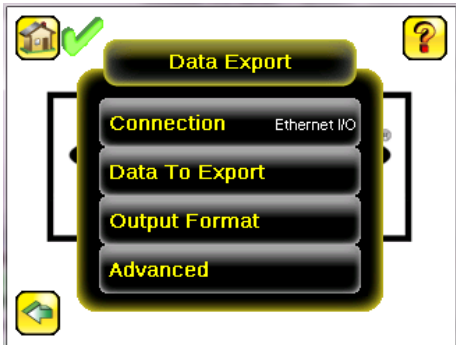 Data Export
Connection Ethernet I/O
Data To Export
Output Format
Advanced
?